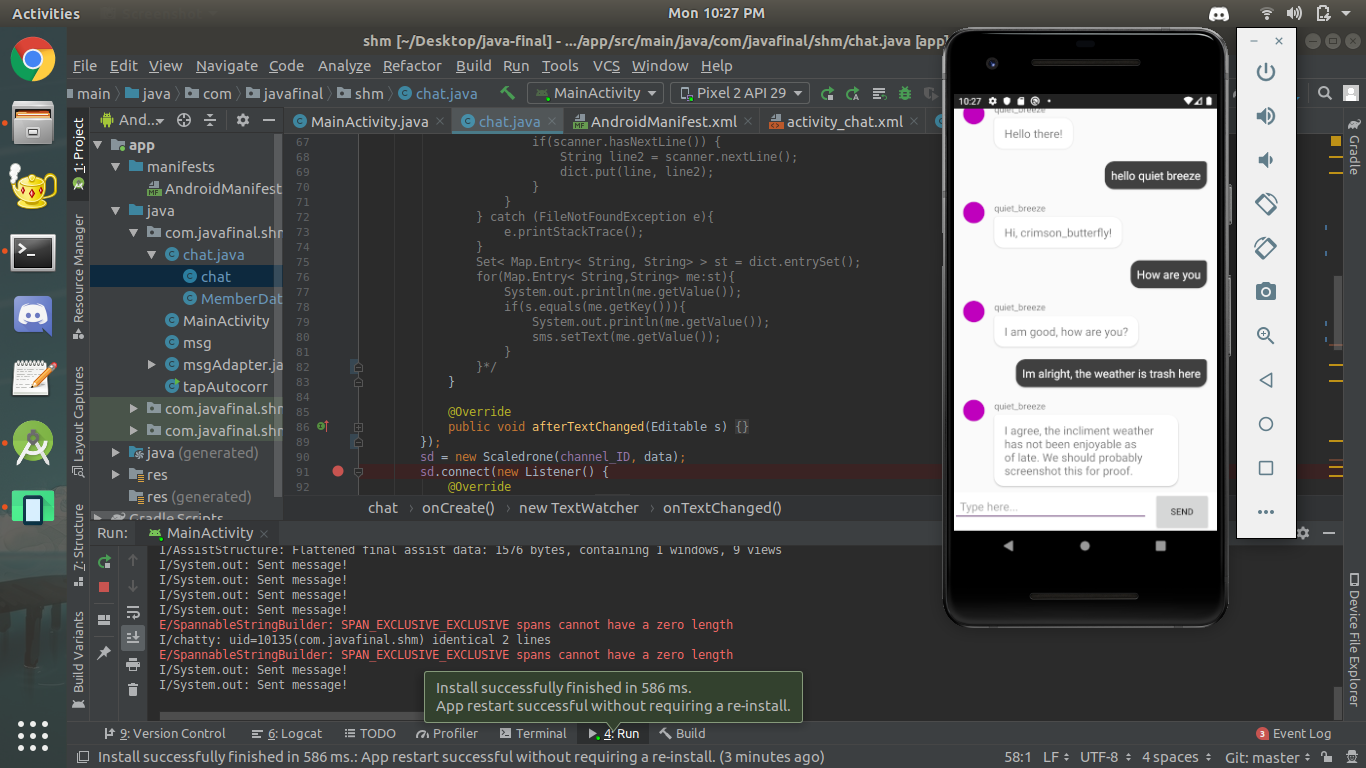 Activities
Mon 10:27 PM
shm [~/Desktop/java-final] - .../app/src/main/java/com/javafinal/shm/chat.java [app]
File Edit View Navigate Code Analyze Refactor Build Run Tools VCS Window Help
main java com javafinal shm chat.java MainActivity Pixel 2 API 29
And...
MainActivity.java chat.java AndroidManifest.xml activity_chat.xml
1: Project
Resource Manager
Layout Captures
7: Structure
Build Variants
app
manifests
AndroidManifest
java
com.javafinal.shm
chat.java
chat
MemberDat
MainActivity
msg
msgAdapter.ja
tapAutocorr
com.javafinal.shm
com.javafinal.shm
java (generated)
res
res (generated)
Gradle Scripts
67 if(scanner.hasNextLine()) {
68 String line2 = scanner.nextLine();
69 dict.put(line, line2);
70 }
71 }
72 } catch (FileNotFoundException e){
73 e.printStackTrace();
74 }
75 Set< Map.Entry< String, String> > st = dict.entrySet();
76 for(Map.Entry< String,String> me:st){
77 System.out.println(me.getValue());
78 if(s.equals(me.getKey())){
79 System.out.println(me.getValue());
80 sms.setText(me.getValue());
81 }
82 }*/
83 }
84
85 @Override
86 public void afterTextChanged(Editable s) {}
89 });
90 sd = new Scaledrone(channel_ID, data);
91 sd.connect(new Listener() {
92 @Override
chat onCreate() new TextWatcher onTextChanged()
Run: MainActivity
I/AssistStructure: Flattened final assist data: 1576 bytes, containing 1 windows, 9 views
I/System.out: Sent message!
I/System.out: Sent message!
I/System.out: Sent message!
I/System.out: Sent message!
E/SpannableStringBuilder: SPAN_EXCLUSIVE_EXCLUSIVE spans cannot have a zero length
I/chatty: uid=10135(com.javafinal.shm) identical 2 lines
E/SpannableStringBuilder: SPAN_EXCLUSIVE_EXCLUSIVE spans cannot have a zero length
I/System.out: Sent message!
I/System.out: Sent message!
Install successfully finished in 586 ms.
App restart successful without requiring a re-install.
9: Version Control 6: Logcat TODO Profiler Terminal 4: Run Build 3 Event Log
Install successfully finished in 586 ms.: App restart successful without requiring a re-install. (3 minutes ago) 58:1 LF UTF-8 4 spaces Git: master
Gradle
Device File Explorer
10:27
quiet_breeze
Hello there!
hello quiet breeze
quiet_breeze
Hi, crimson_butterfly!
How are you
quiet_breeze
I am good, how are you?
Im alright, the weather is trash here
quiet_breeze
I agree, the incliment weather
has not been enjoyable as
of late. We should probably
screenshot this for proof.
Type here...
SEND